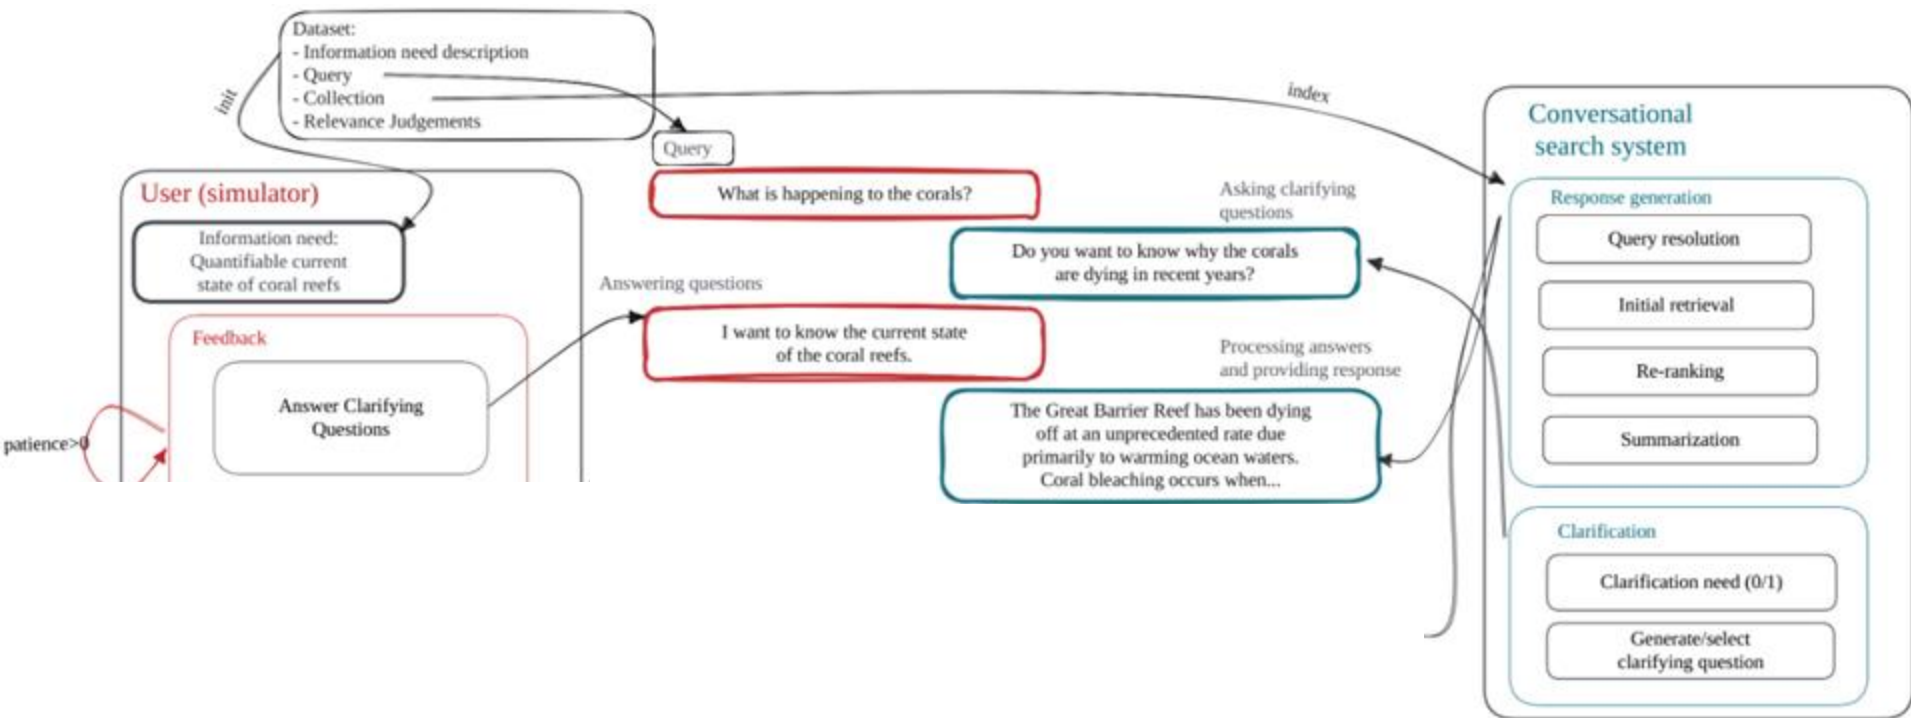 Dataset:
- Information need description
- Query
- Collection
- Relevance Judgements
init
index
Query
User (simulator)
Information need:
Quantifiable current
state of coral reefs
Feedback
Answer Clarifying
Questions
patience>0
What is happening to the corals?
Asking clarifying
questions
Do you want to know why the corals
are dying in recent years?
Answering questions
I want to know the current state
of the coral reefs.
Processing answers
and providing response
The Great Barrier Reef has been dying
off at an unprecedented rate due
primarily to warming ocean waters.
Coral bleaching occurs when...
Conversational
search system
Response generation
Query resolution
Initial retrieval
Re-ranking
Summarization
Clarification
Clarification need (0/1)
Generate/select
clarifying question